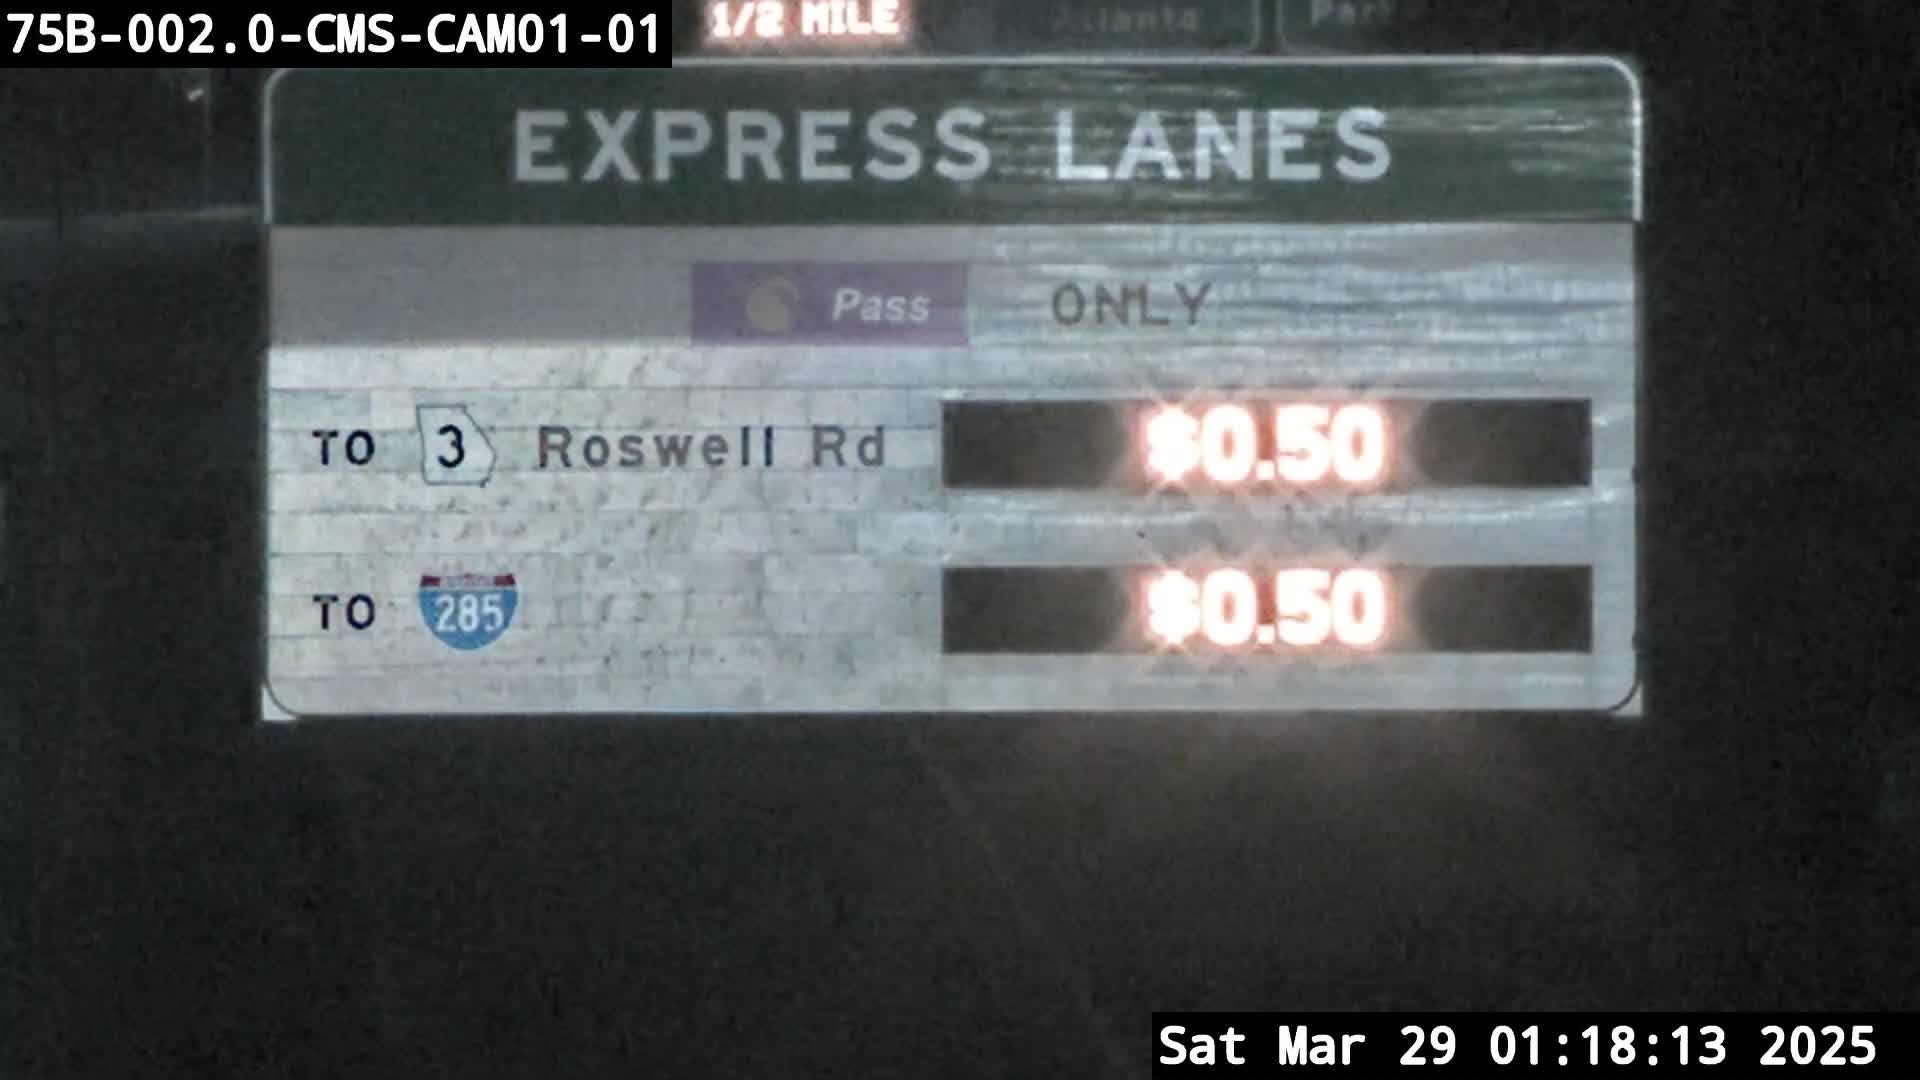 75B-002.0-CMS-CAM01-01
1/2 MILE
Atlanta
EXPRESS LANES
Pass ONLY
TO 3 Roswell Rd $0.50
TO 285 $0.50
Sat Mar 29 01:18:13 2025